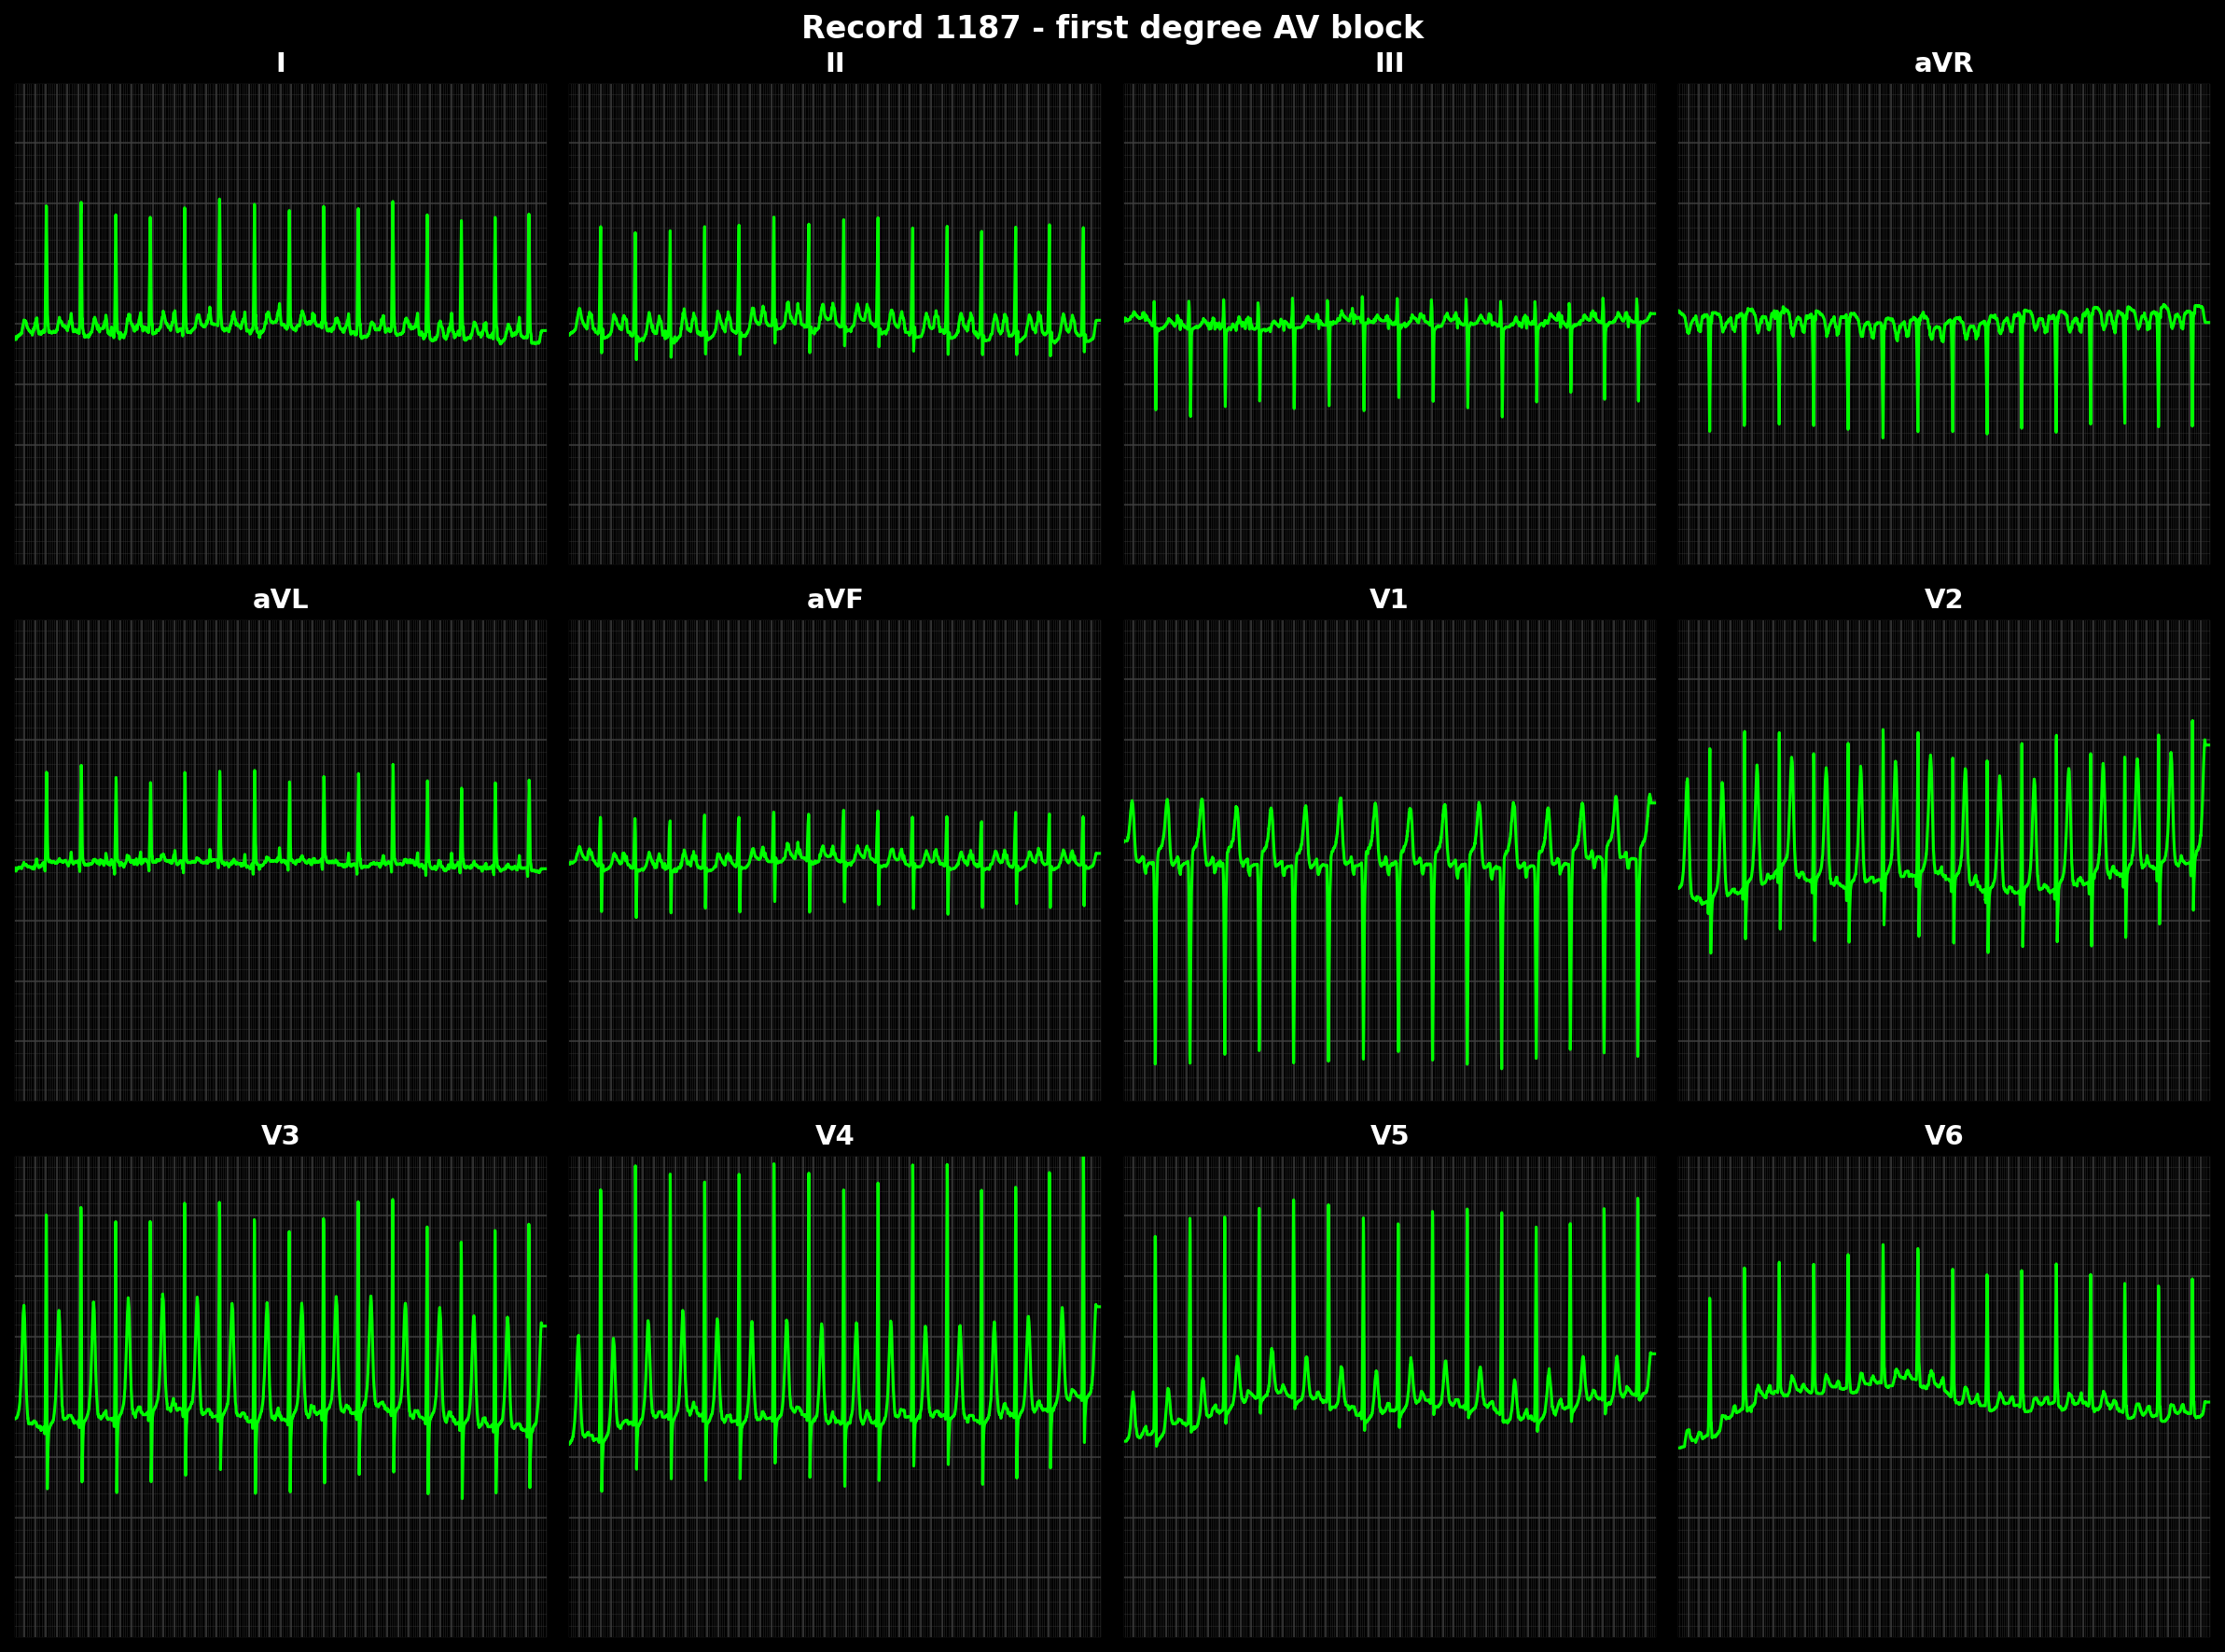 Record 1187 - first degree AV block
I
II
III
aVR
aVL
aVF
V1
V2
V3
V4
V5
V6